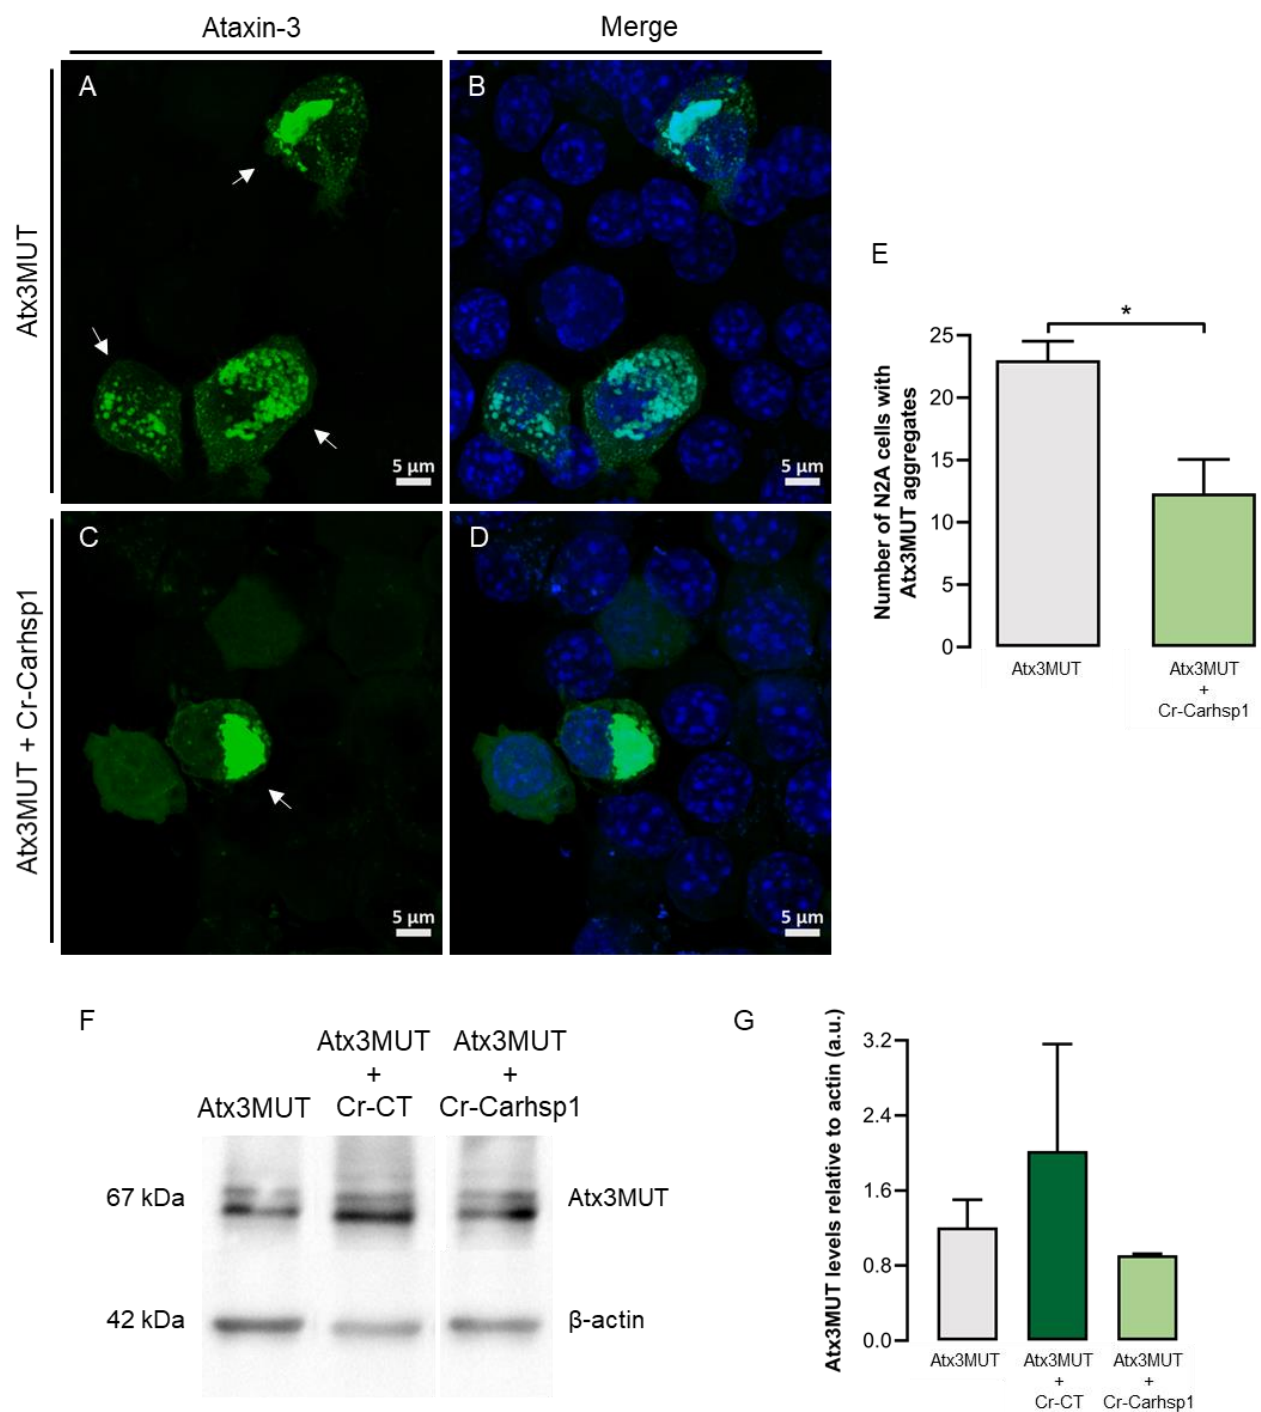 Ataxin-3
Merge
Atx3MUT
A
B
5 µm
5 µm
Atx3MUT + Cr-Carhsp1
C
D
5 µm
5 µm
E
Number of N2A cells with
Atx3MUT aggregates
25
20
15
10
5
0
*
Atx3MUT
Atx3MUT
+
Cr-Carhsp1
F
Atx3MUT
Atx3MUT
+
Cr-CT
Atx3MUT
+
Cr-Carhsp1
67 kDa
Atx3MUT
42 kDa
β-actin
G
Atx3MUT levels relative to actin (a.u.)
3.2
2.4
1.6
0.8
0.0
Atx3MUT
Atx3MUT
+
Cr-CT
Atx3MUT
+
Cr-Carhsp1